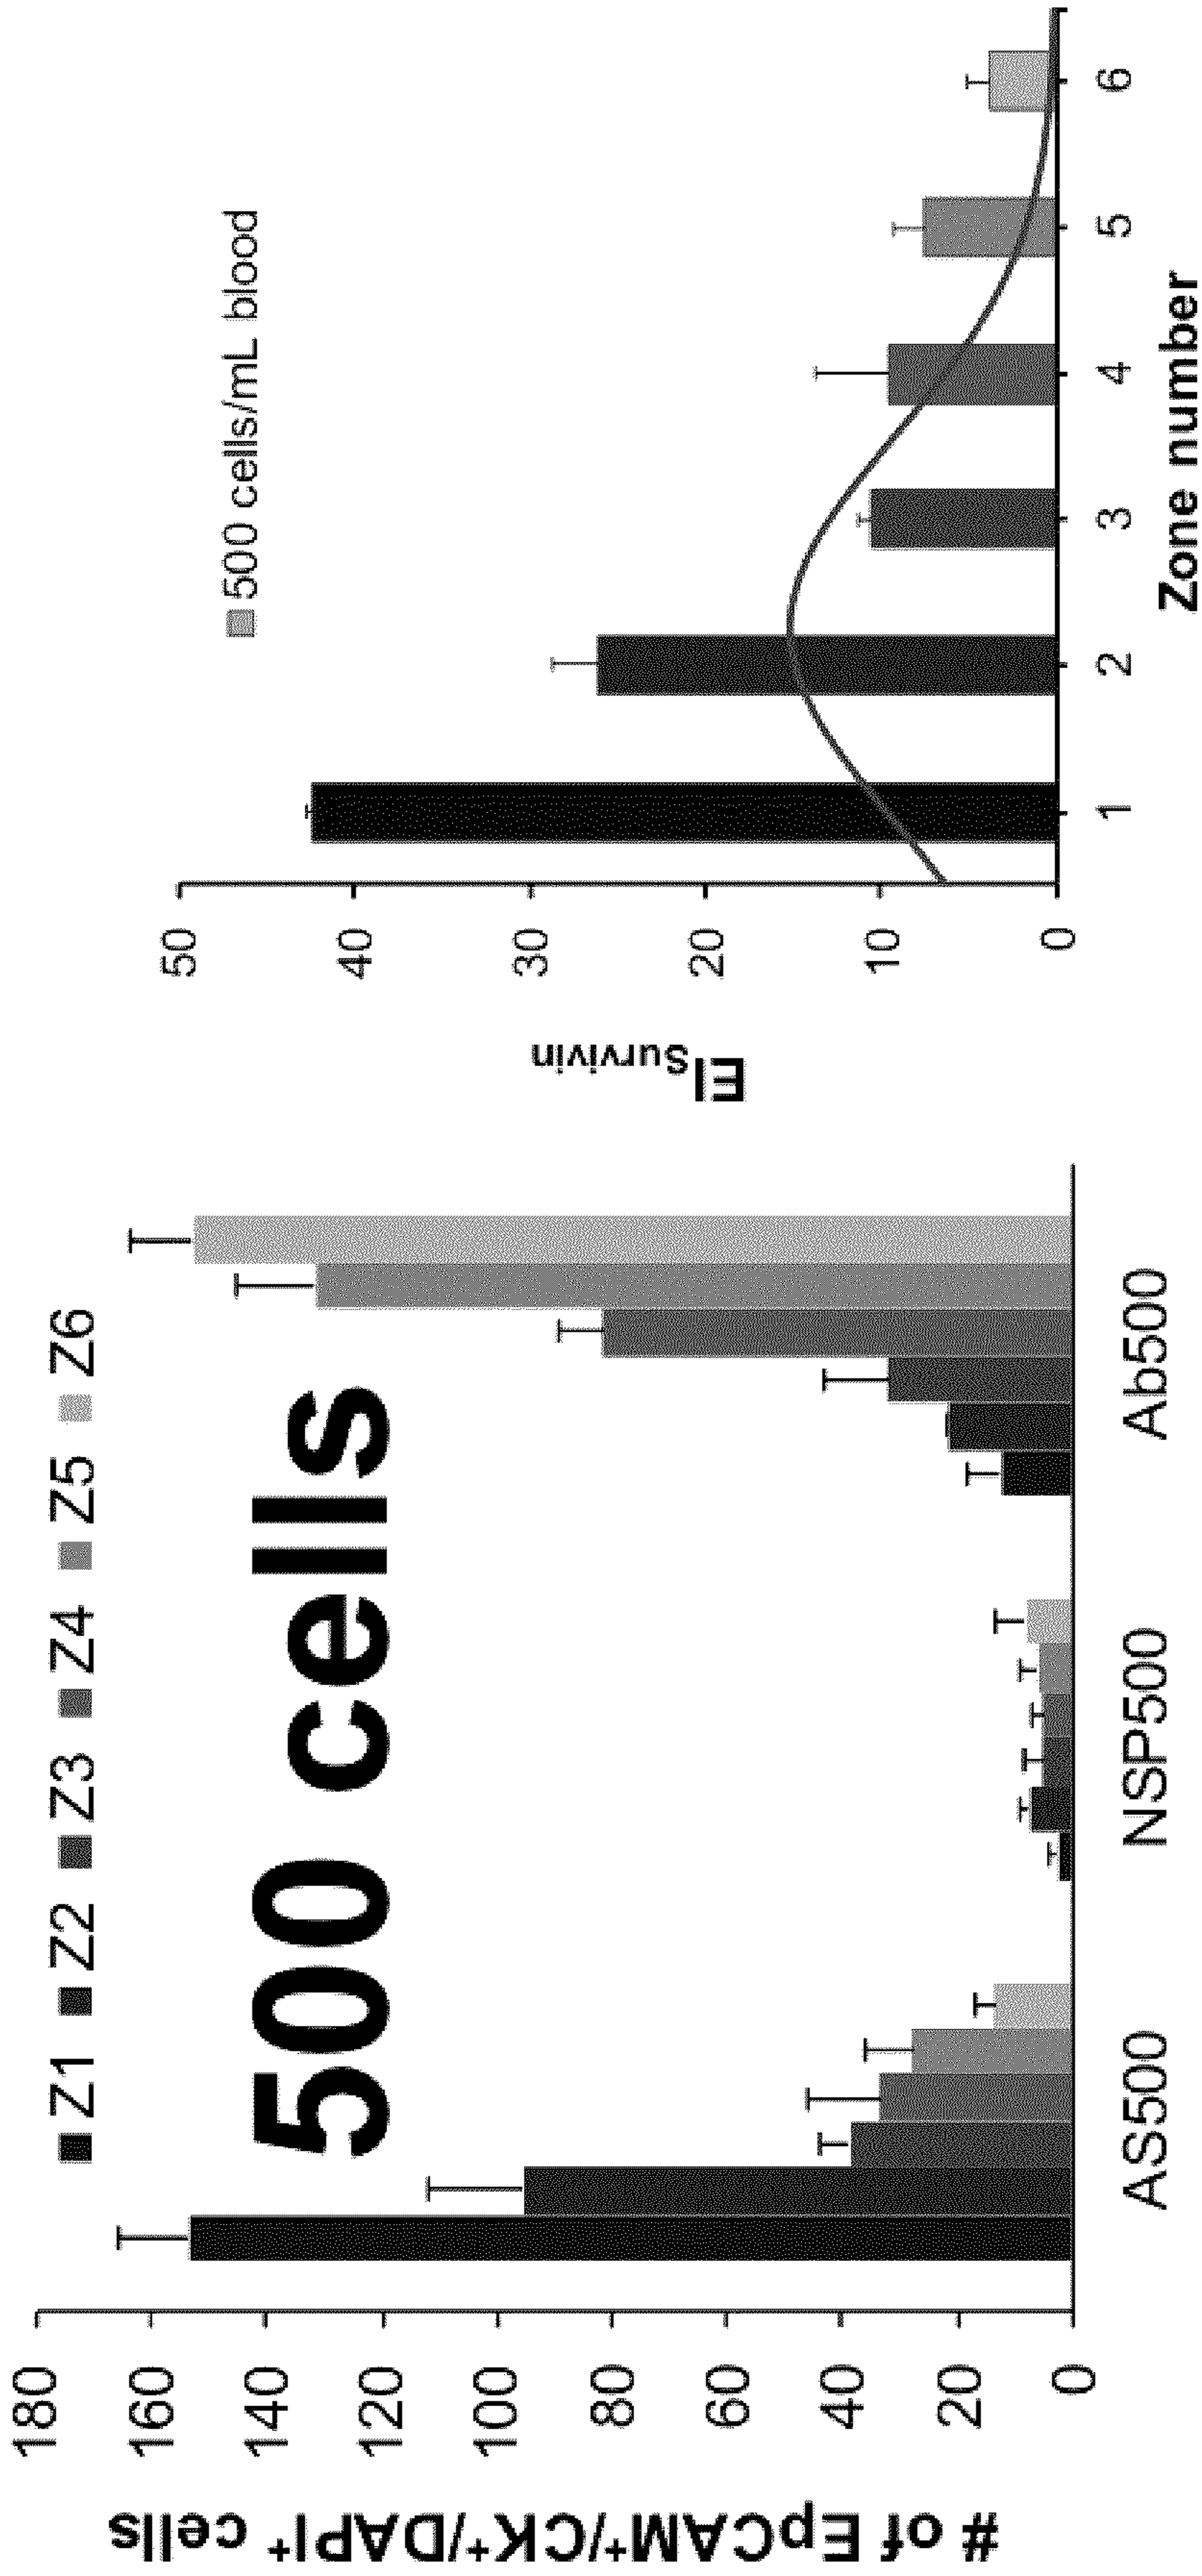 Z1 Z2 Z3 Z4 Z5 Z6
500 cells
# of EpCAM⁺/CK⁺/DAPI⁺ cells
180
160
140
120
100
80
60
40
20
0
AS500 NSP500 Ab500
500 cells/mL blood
EI Survivin
50
40
30
20
10
0
1 2 3 4 5 6
Zone number